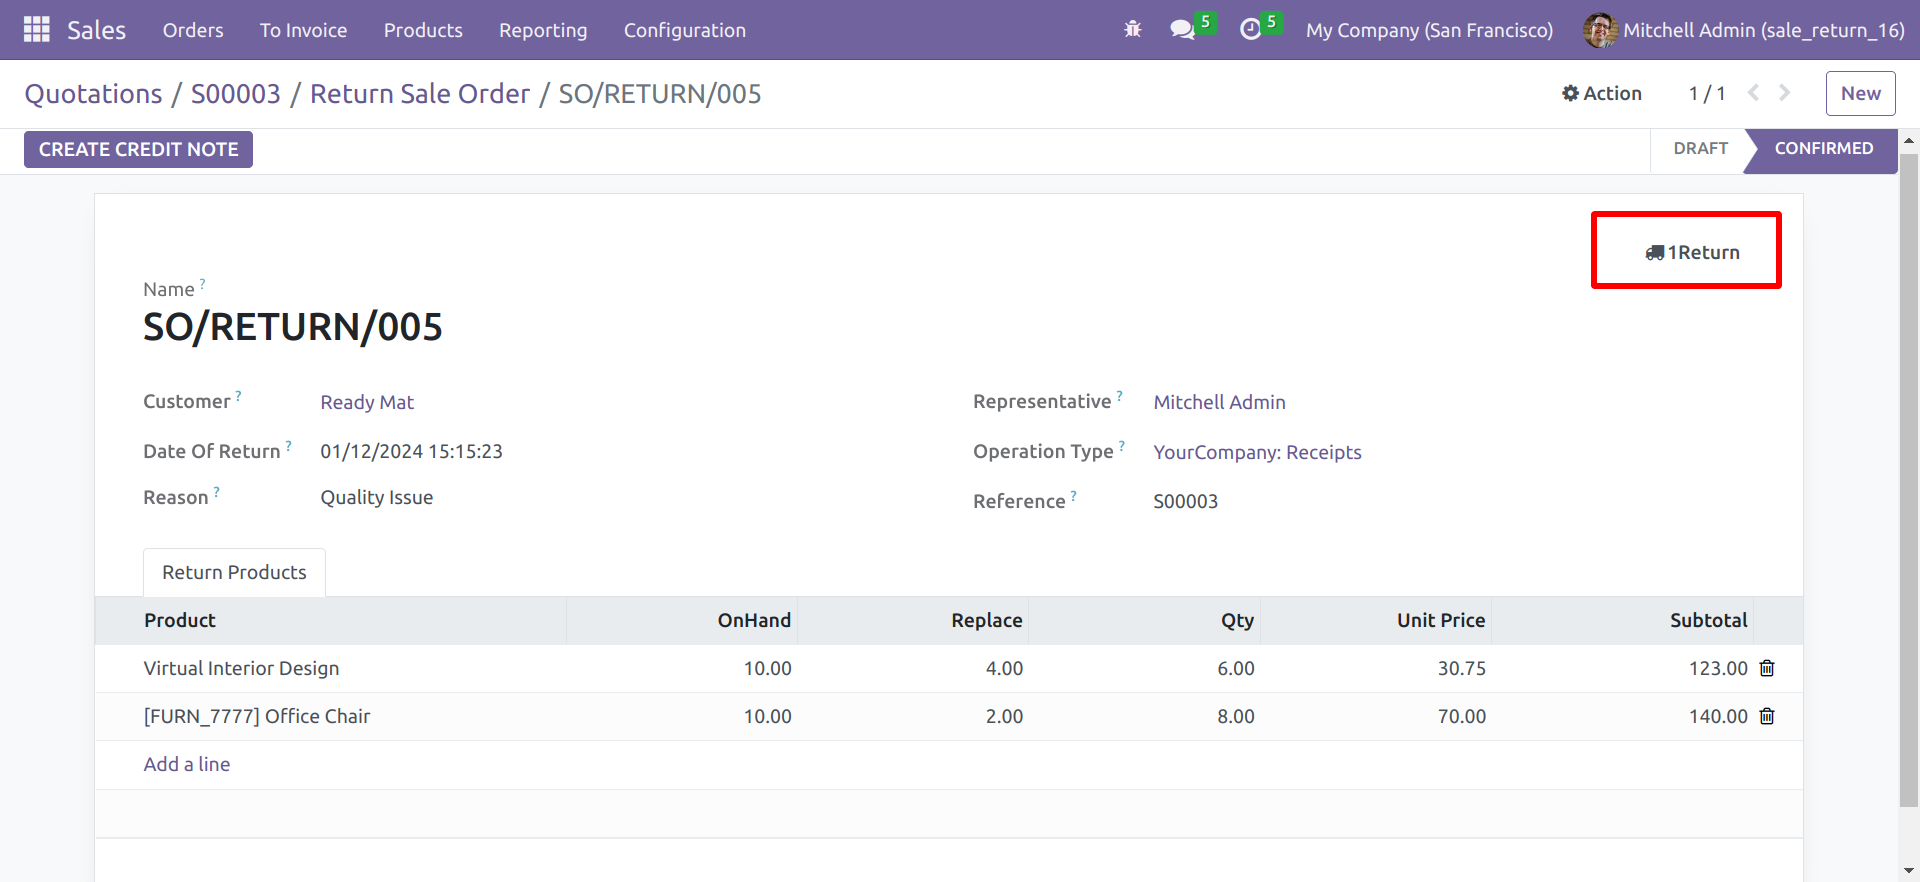 Sales Orders To Invoice Products Reporting Configuration 5 5 My Company (San Francisco) Mitchell Admin (sale_return_16)
Quotations / S00003 / Return Sale Order / SO/RETURN/005 Action 1 / 1 New
CREATE CREDIT NOTE DRAFT CONFIRMED
1Return
Name ?
SO/RETURN/005
Customer ? Ready Mat Representative ? Mitchell Admin
Date Of Return ? 01/12/2024 15:15:23 Operation Type ? YourCompany: Receipts
Reason ? Quality Issue Reference ? S00003
Return Products
Product OnHand Replace Qty Unit Price Subtotal
Virtual Interior Design 10.00 4.00 6.00 30.75 123.00
[FURN_7777] Office Chair 10.00 2.00 8.00 70.00 140.00
Add a line